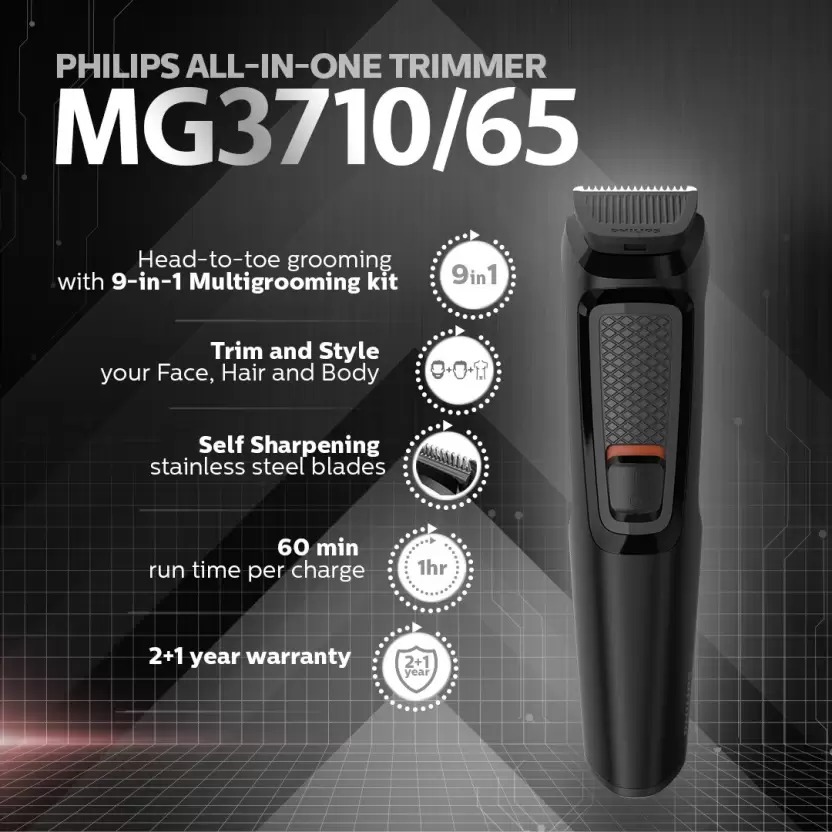 PHILIPS ALL-IN-ONE TRIMMER
MG3710/65
Head-to-toe grooming
with 9-in-1 Multigrooming kit
9in1
Trim and Style
your Face, Hair and Body
Self Sharpening
stainless steel blades
60 min
run time per charge
1hr
2+1 year warranty
2+1
year
PHILIPS